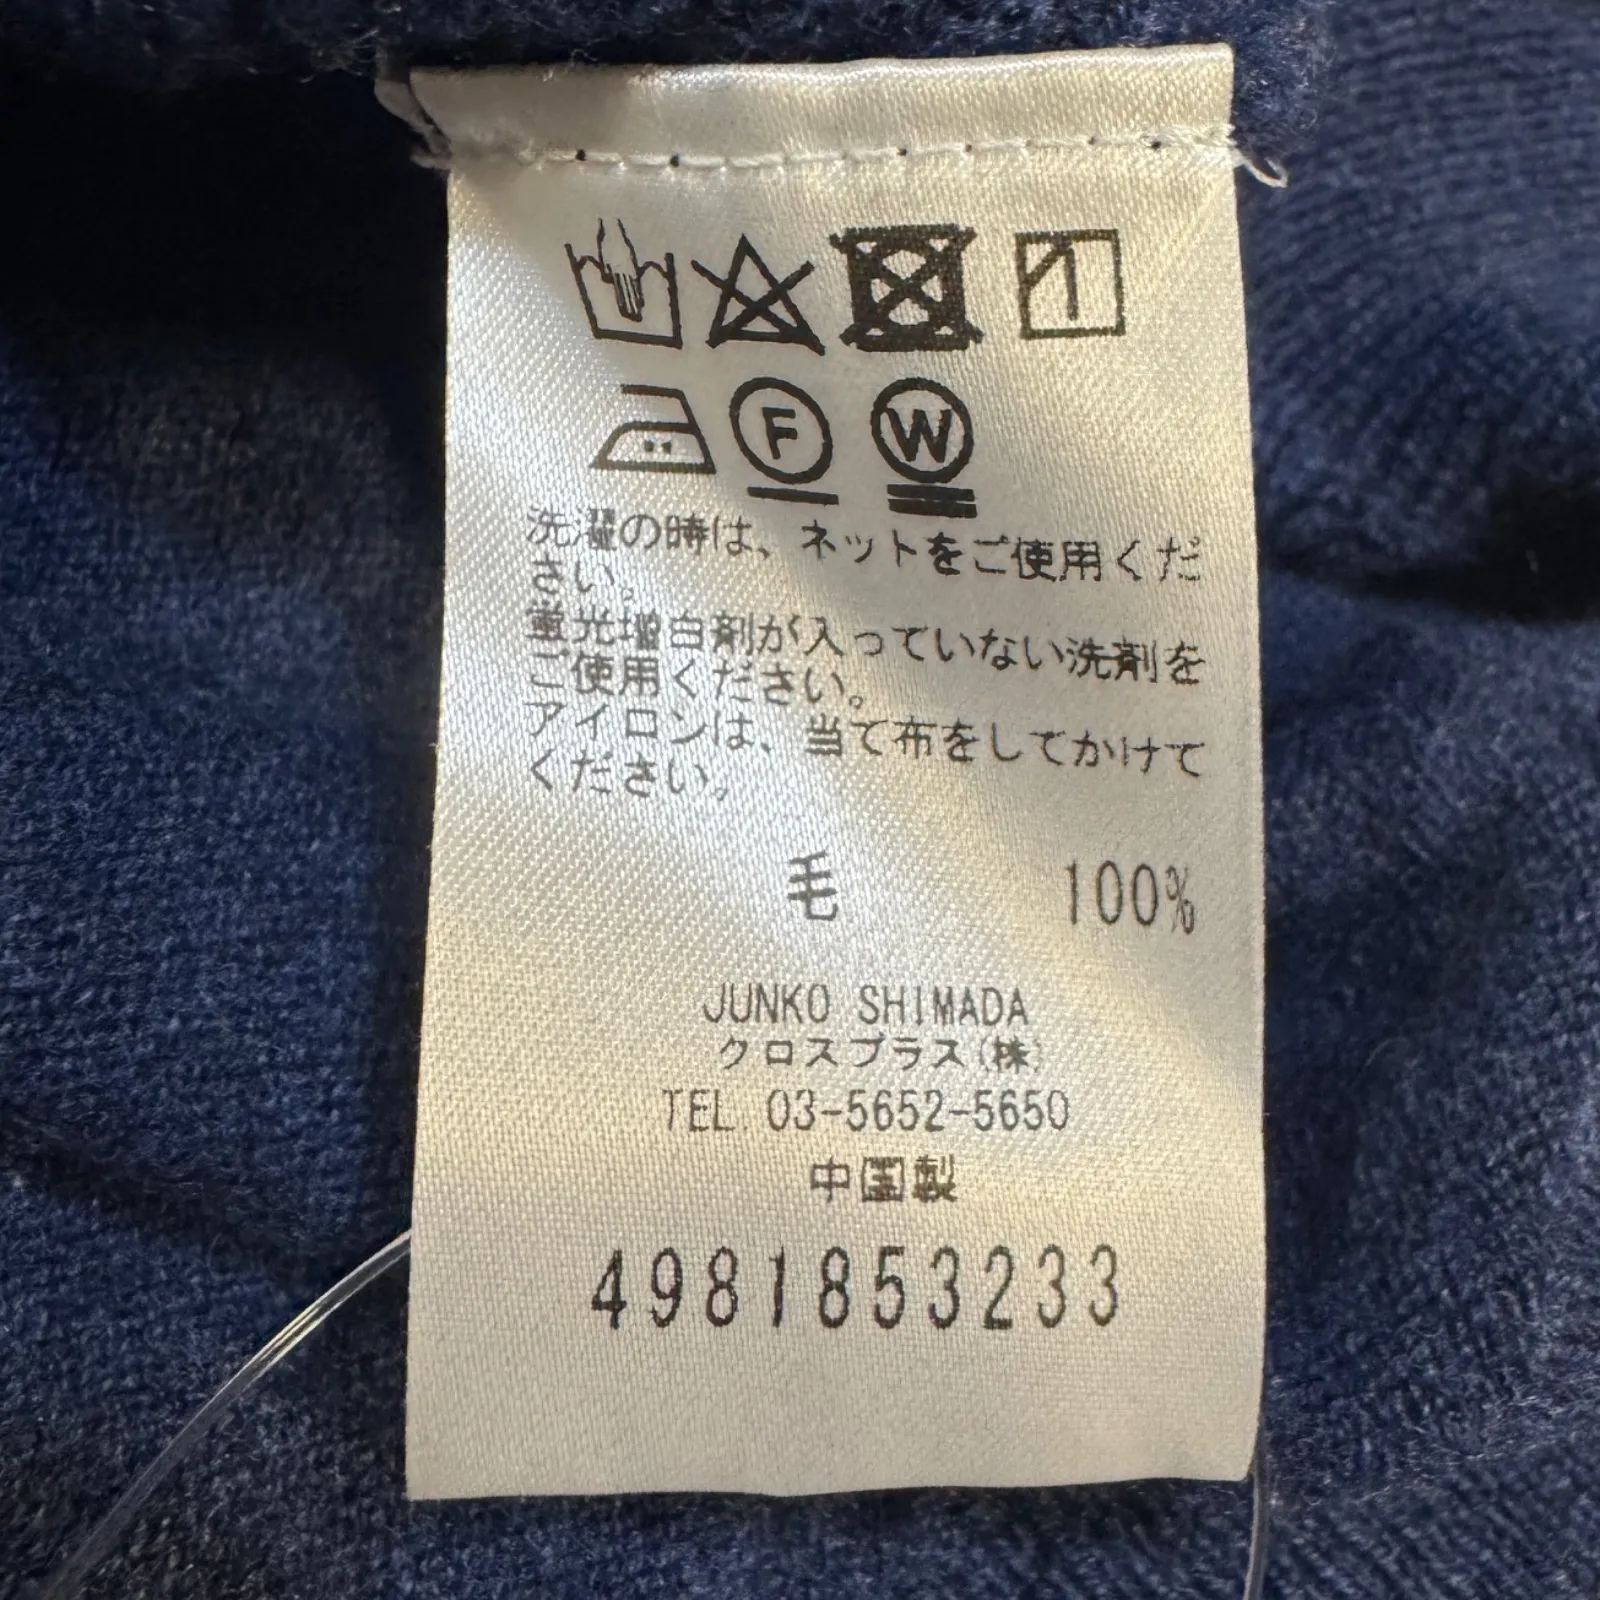 F W
洗濯の時は、ネットをご使用くだ
さい。
蛍光増白剤が入っていない洗剤を
ご使用ください。
アイロンは、当て布をしてかけて
ください。
毛 100%
JUNKO SHIMADA
クロスプラス(株)
TEL. 03-5652-5650
中国製
4981853233